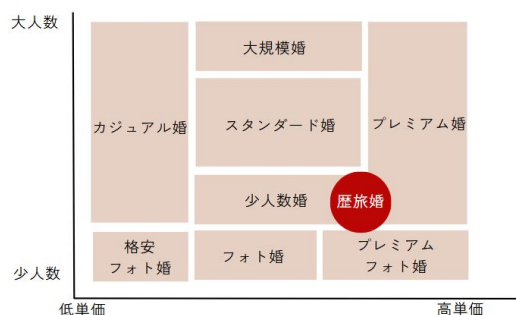 大人数
大規模婚
カジュアル婚
スタンダード婚
プレミアム婚
少人数婚
歴旅婚
格安
フォト婚
フォト婚
プレミアム
フォト婚
少人数
低単価
高単価